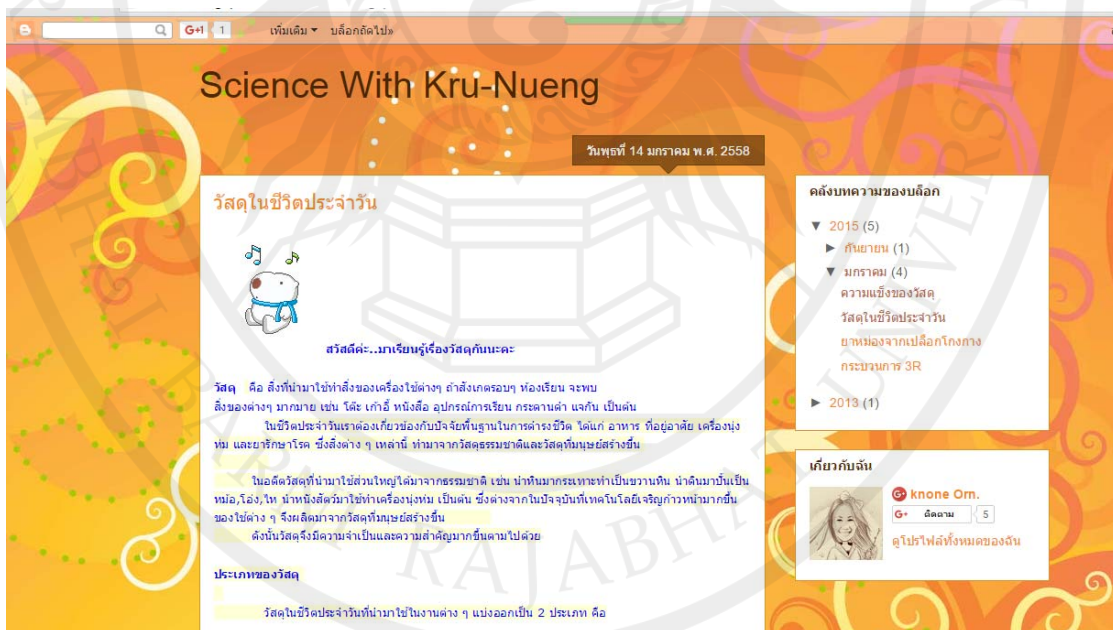 G+1 1 เพิ่มเติม บล็อกถัดไป»
Science With Kru-Nueng
วันพุธที่ 14 มกราคม พ.ศ. 2558
วัสดุในชีวิตประจำวัน
สวัสดีค่ะ..มาเรียนรู้เรื่องวัสดุกันนะคะ
วัสดุ คือ สิ่งที่นำมาใช้ทำสิ่งของเครื่องใช้ต่างๆ ถ้าสังเกตรอบๆ ห้องเรียน จะพบ
สิ่งของต่างๆ มากมาย เช่น โต๊ะ เก้าอี้ หนังสือ อุปกรณ์การเรียน กระดานดำ แจกัน เป็นต้น
ในชีวิตประจำวันเราต้องเกี่ยวข้องกับปัจจัยพื้นฐานในการดำรงชีวิต ได้แก่ อาหาร ที่อยู่อาศัย เครื่องนุ่ง
ห่ม และยารักษาโรค ซึ่งสิ่งต่าง ๆ เหล่านี้ ทำมาจากวัสดุธรรมชาติและวัสดุที่มนุษย์สร้างขึ้น
ในอดีตวัสดุที่นำมาใช้ส่วนใหญ่ได้มาจากธรรมชาติ เช่น นำหินมากระเทาะทำเป็นขวานหิน นำดินมาปั้นเป็น
หม้อ,โอ่ง,ไห นำหนังสัตว์มาใช้ทำเครื่องนุ่งห่ม เป็นต้น ซึ่งต่างจากในปัจจุบันที่เทคโนโลยีเจริญก้าวหน้ามากขึ้น
ของใช้ต่าง ๆ จึงผลิตมาจากวัสดุที่มนุษย์สร้างขึ้น
ดังนั้นวัสดุจึงมีความจำเป็นและความสำคัญมากขึ้นตามไปด้วย
ประเภทของวัสดุ
วัสดุในชีวิตประจำวันที่นำมาใช้ในงานต่าง ๆ แบ่งออกเป็น 2 ประเภท คือ
คลังบทความของบล็อก
▼ 2015 (5)
► กันยายน (1)
▼ มกราคม (4)
ความแข็งของวัสดุ
วัสดุในชีวิตประจำวัน
ยาหม่องจากเปลือกโกงกาง
กระบวนการ 3R
► 2013 (1)
เกี่ยวกับฉัน
knone Orn.
G+ ติดตาม 5
ดูโปรไฟล์ทั้งหมดของฉัน
RAJABHAT UNIVERSITY